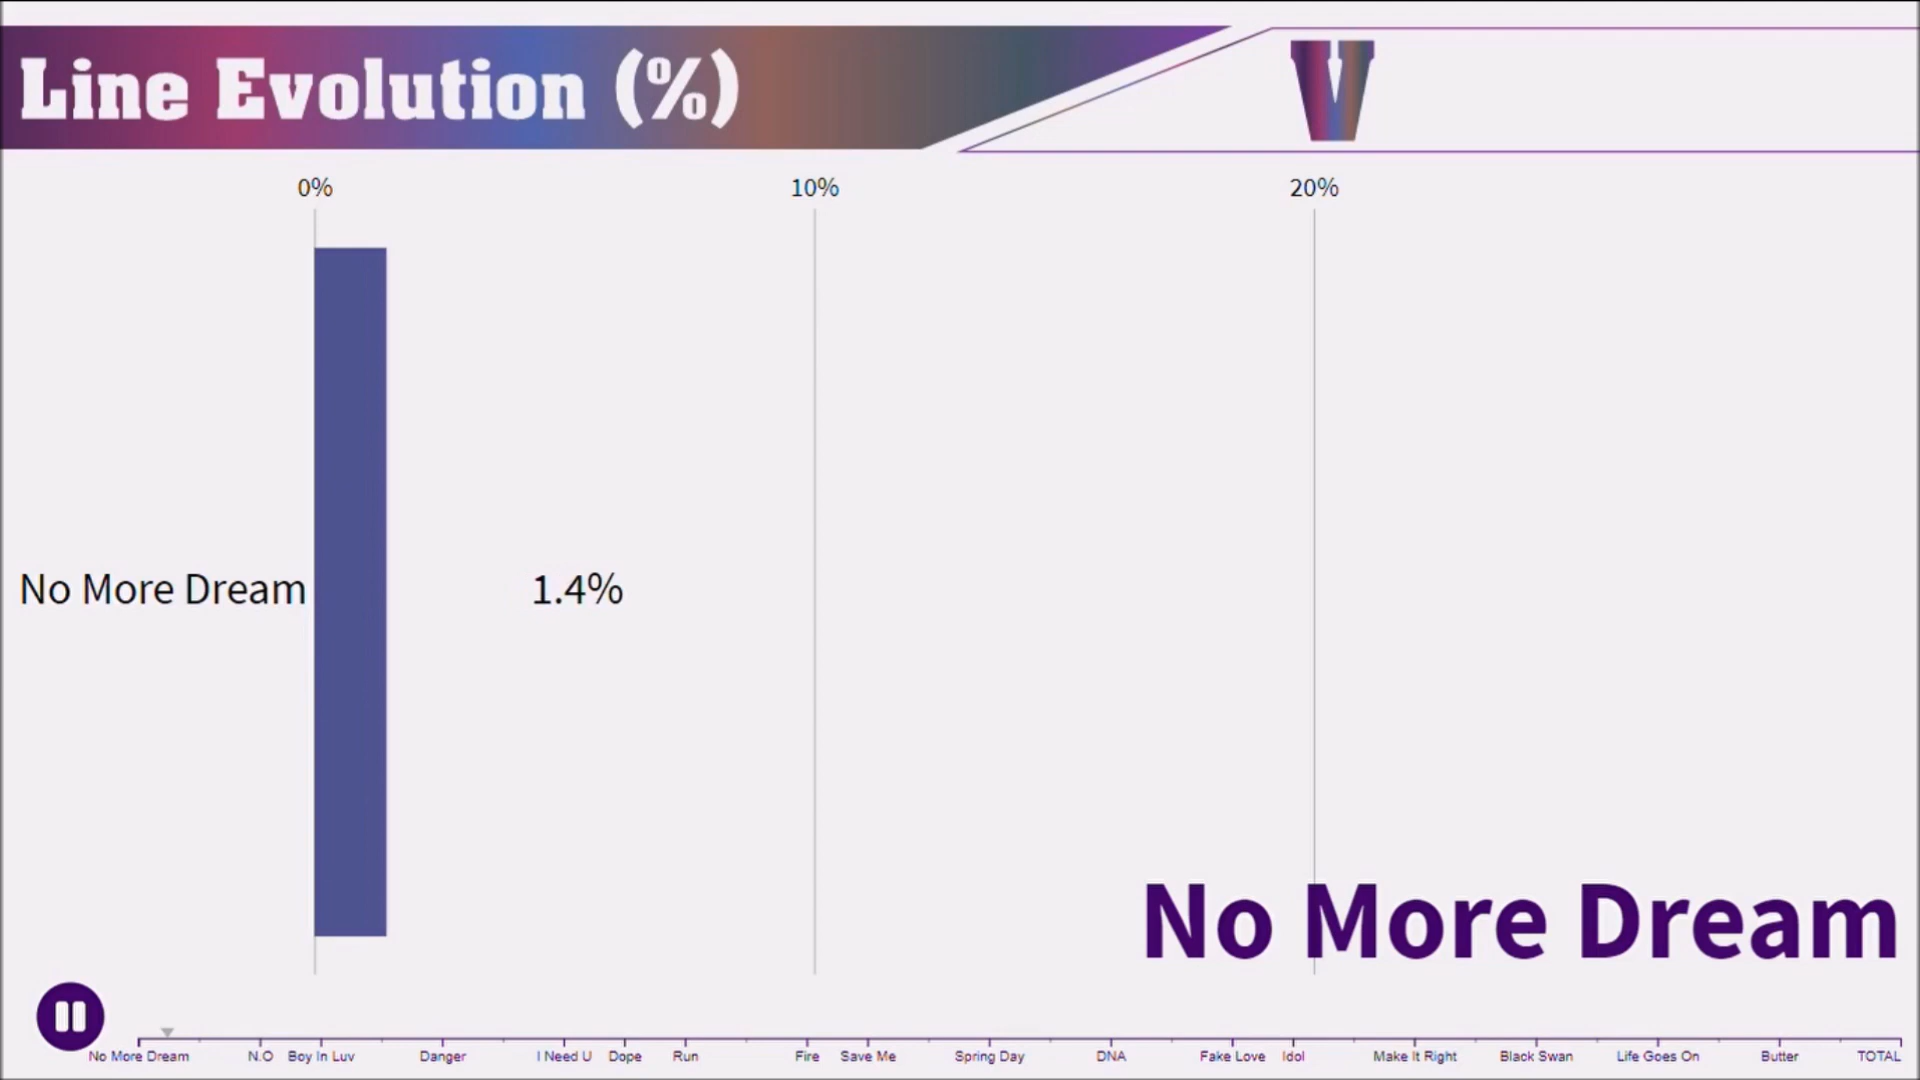 Line Evolution (%)
V
0% 10% 20%
No More Dream 1.4%
No More Dream
No More Dream N.O Boy In Luv Danger I Need U Dope Run Fire Save Me Spring Day DNA Fake Love Idol Make It Right Black Swan Life Goes On Butter TOTAL